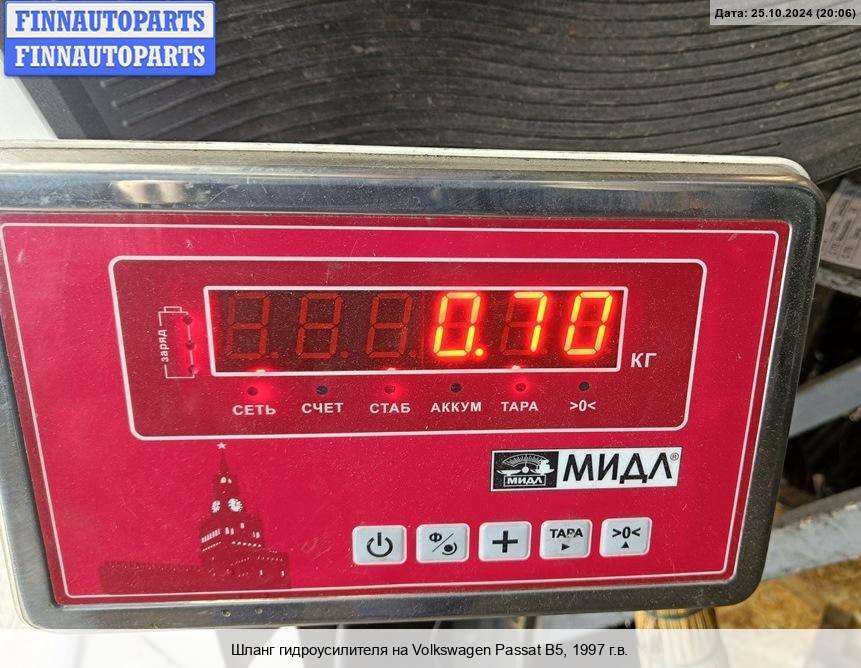 FINNAUTOPARTS
FINNAUTOPARTS
Дата: 25.10.2024 (20:06)
заряд
0.70
КГ
СЕТЬ СЧЕТ СТАБ АККУМ ТАРА >0<
МИДЛ МИДЛ®
Ф ТАРА >0<
Шланг гидроусилителя на Volkswagen Passat B5, 1997 г.в.